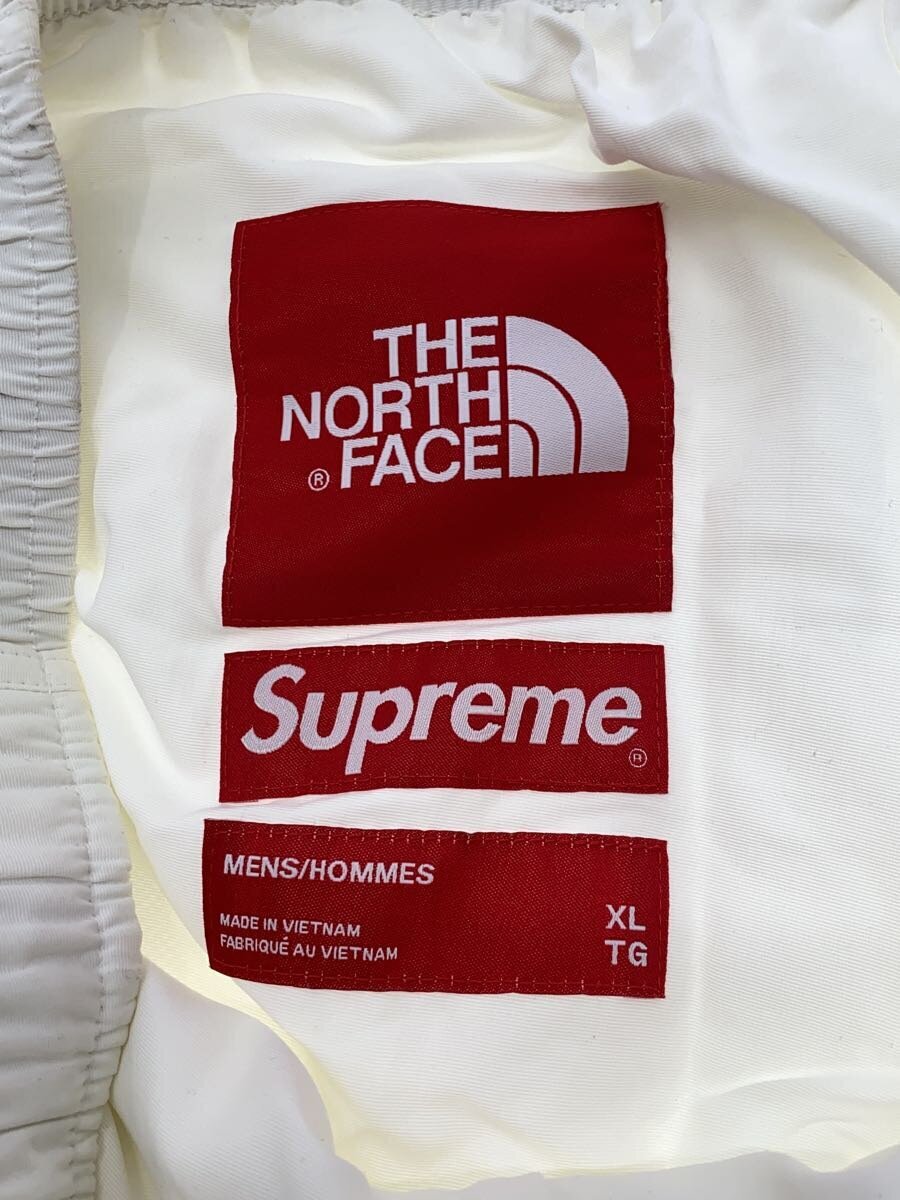 THE
NORTH
® FACE
Supreme
®
MENS/HOMMES
MADE IN VIETNAM
FABRIQUÉ AU VIETNAM
XL
TG